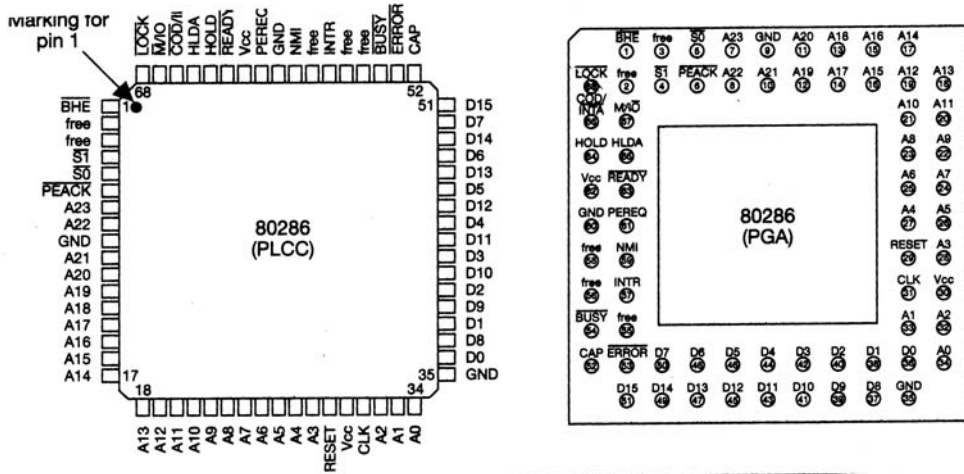 Marking for
pin 1
LOCK
M/IO
COD/II
HLDA
HOLD
READY
Vcc
PEREQ
GND
NMI
free
INTR
free
free
BUSY
ERROR
CAP
68
52
1
51
BHE
free
free
S1
S0
PEACK
A23
A22
GND
A21
A20
A19
A18
A17
A16
A15
A14
80286
(PLCC)
D15
D7
D14
D6
D13
D5
D12
D4
D11
D3
D10
D2
D9
D1
D8
D0
GND
17
35
18
34
A13
A12
A11
A10
A9
A8
A7
A6
A5
A4
A3
RESET
Vcc
CLK
A2
A1
A0
BHE free S0 A23 GND A20 A18 A16 A14
1 3 5 7 9 11 13 15 17
LOCK free S1 PEACK A22 A21 A19 A17 A15 A12 A13
68 2 4 6 8 10 12 14 16 19 18
COD/
INTA M/IO A10 A11
66 67 21 20
HOLD HLDA A8 A9
64 65 23 22
Vcc READY A6 A7
62 63 25 24
GND PEREQ A4 A5
60 61 27 26
80286
(PGA)
free NMI RESET A3
58 59 29 28
free INTR CLK Vcc
56 57 31 30
BUSY free A1 A2
54 55 33 32
CAP ERROR D7 D6 D5 D4 D3 D2 D1 D0 A0
52 53 50 48 46 44 42 40 38 36 34
D15 D14 D13 D12 D11 D10 D9 D8 GND
51 49 47 45 43 41 39 37 35